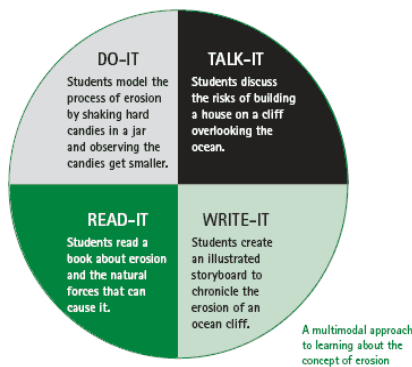 DO-IT
Students model the
process of erosion
by shaking hard
candies in a jar
and observing the
candies get smaller.
TALK-IT
Students discuss
the risks of building
a house on a cliff
overlooking the
ocean.
READ-IT
Students read a
book about erosion
and the natural
forces that can
cause it.
WRITE-IT
Students create
an illustrated
storyboard to
chronicle the
erosion of an
ocean cliff.
A multimodal approach
to learning about the
concept of erosion